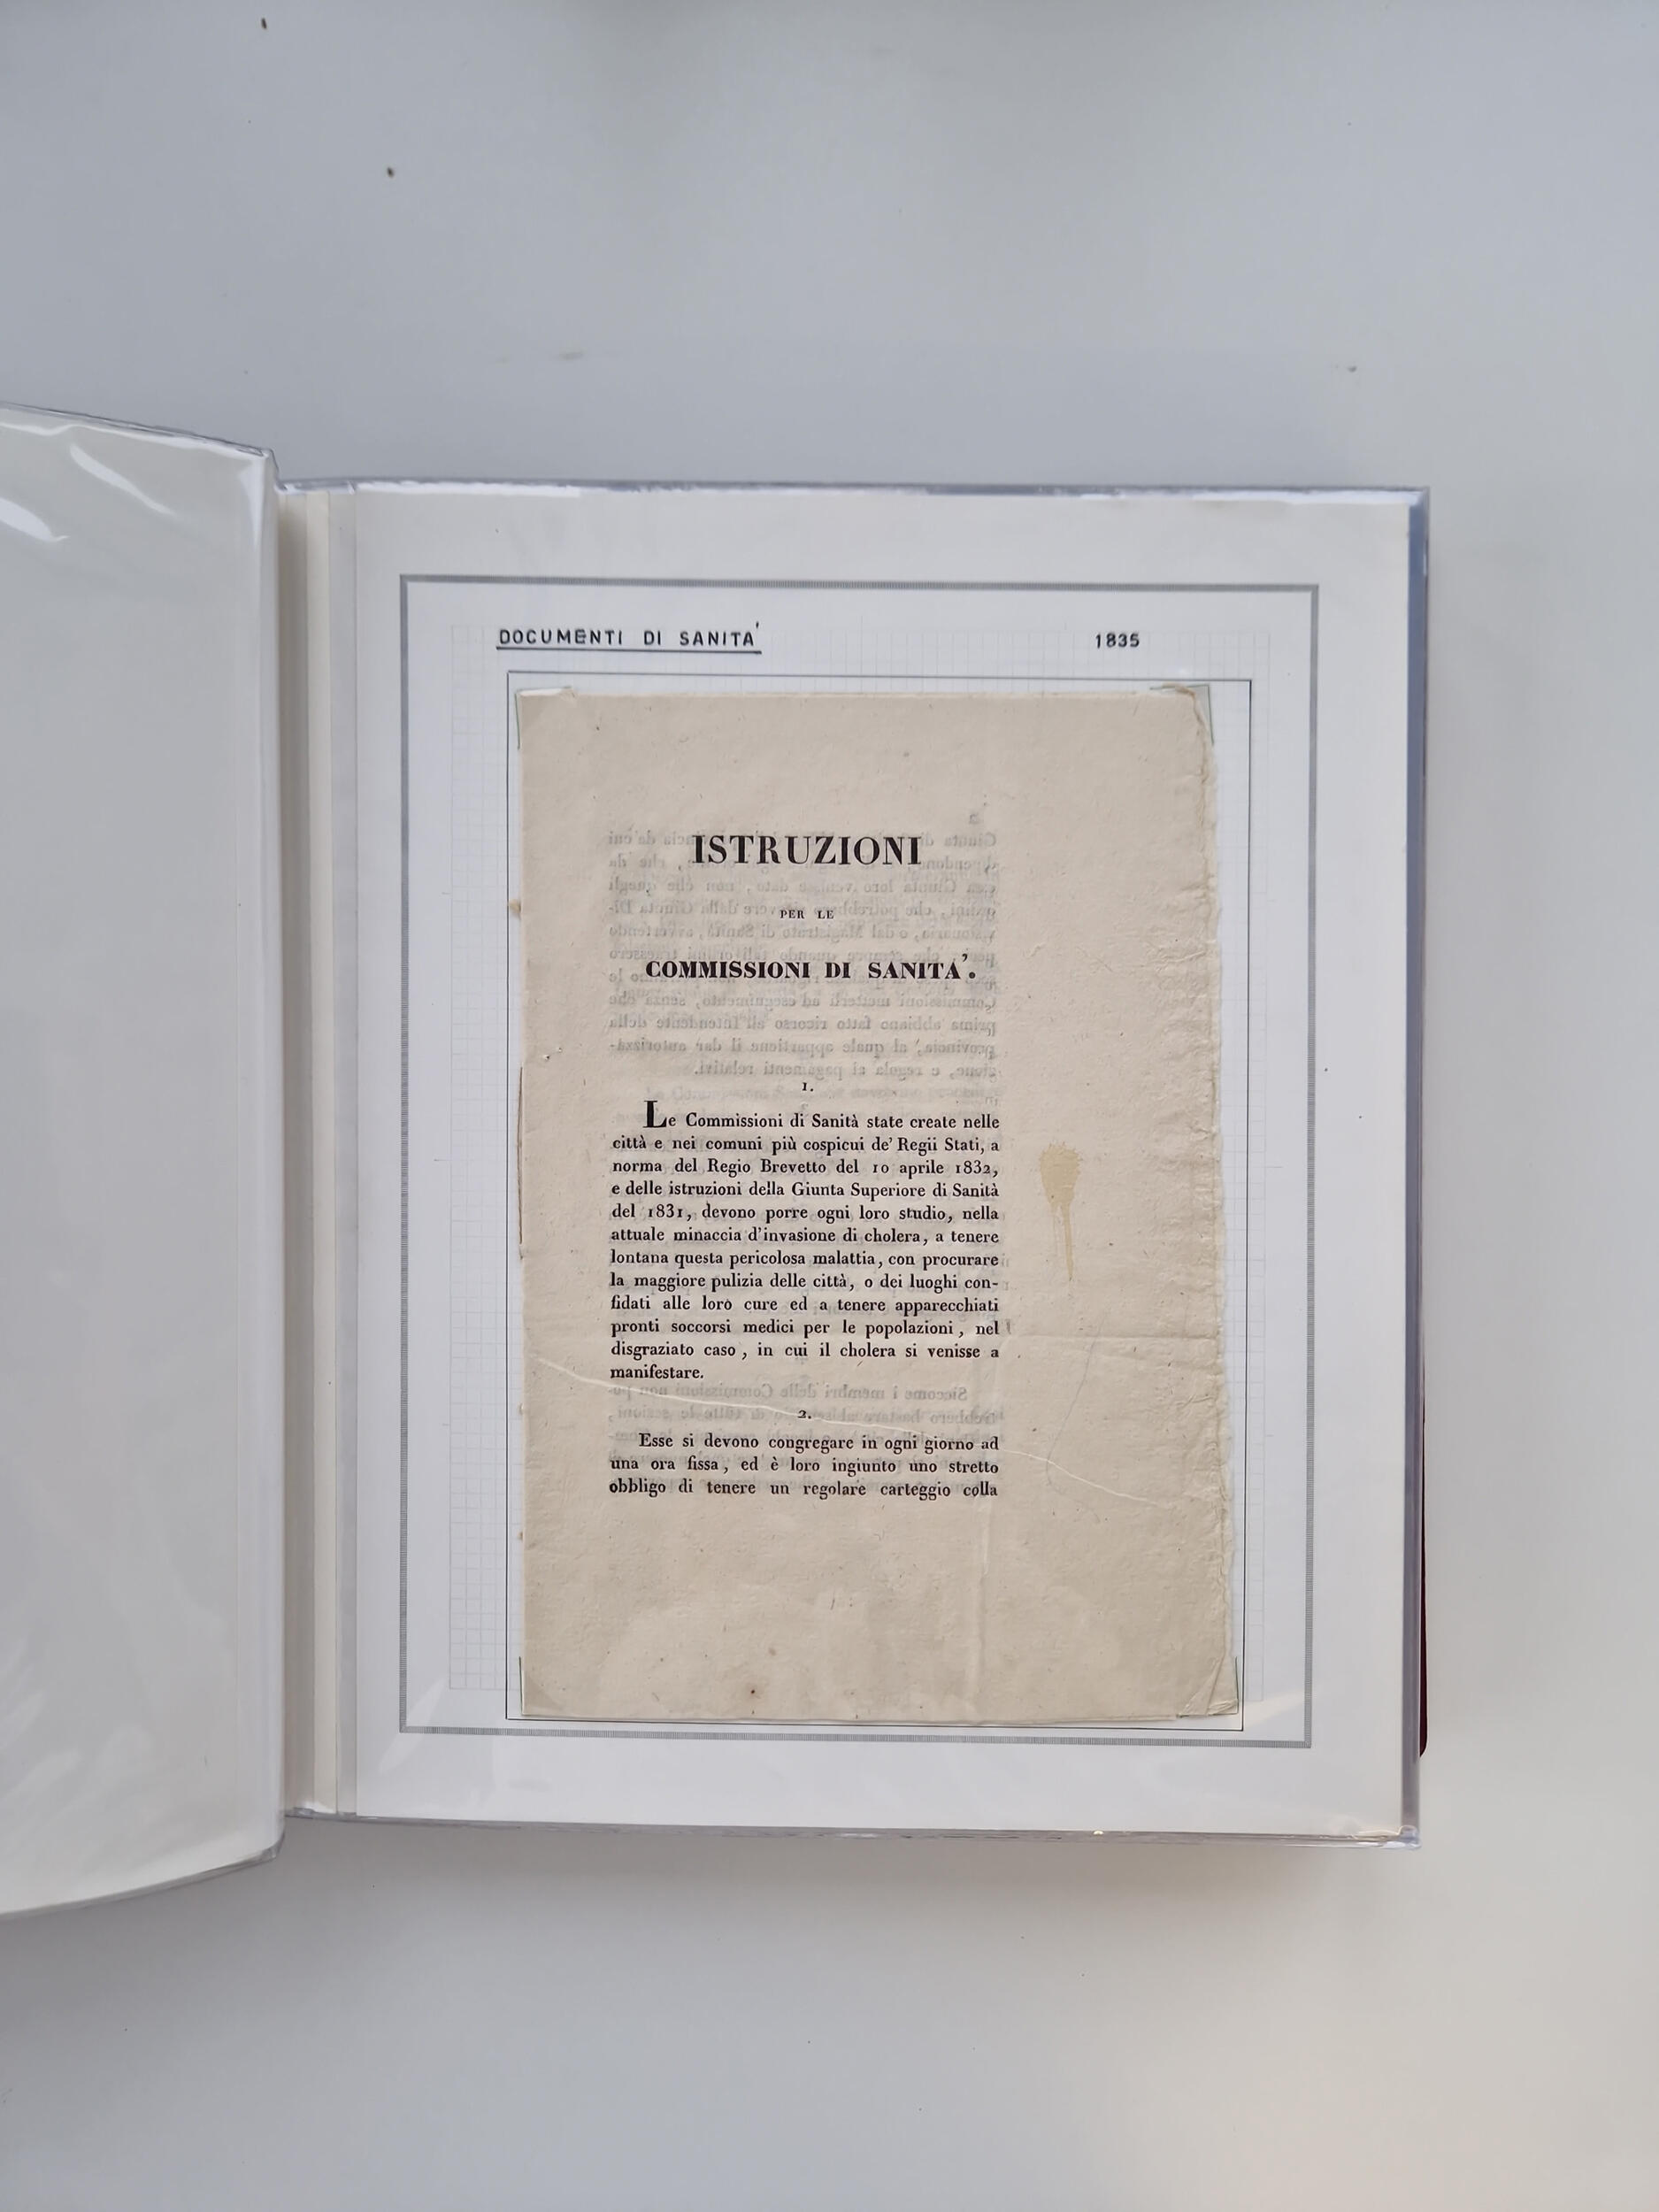 DOCUMENTI DI SANITA'
1835
ISTRUZIONI
PER LE
COMMISSIONI DI SANITA'.
1.
Le Commissioni di Sanità state create nelle
città e nei comuni più cospicui de' Regii Stati, a
norma del Regio Brevetto del 10 aprile 1832,
e delle istruzioni della Giunta Superiore di Sanità
del 1831, devono porre ogni loro studio, nella
attuale minaccia d'invasione di cholera, a tenere
lontana questa pericolosa malattia, con procurare
la maggiore pulizia delle città, o dei luoghi con-
fidati alle loro cure ed a tenere apparecchiati
pronti soccorsi medici per le popolazioni, nel
disgraziato caso, in cui il cholera si venisse a
manifestare.
2.
Esse si devono congregare in ogni giorno ad
una ora fissa, ed è loro ingiunto uno stretto
obbligo di tenere un regolare carteggio colla